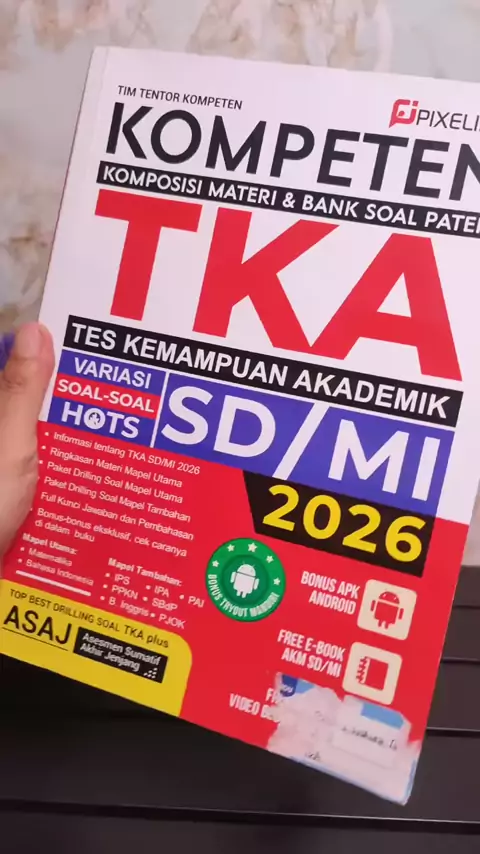 TIM TENTOR KOMPETEN
PIXELI
KOMPETEN
KOMPOSISI MATERI & BANK SOAL PATE
TKA
TES KEMAMPUAN AKADEMIK
VARIASI
SOAL-SOAL
HOTS
SD/MI
2026
• Informasi tentang TKA SD/MI 2026
• Ringkasan Materi Mapel Utama
• Paket Drilling Soal Mapel Utama
• Paket Drilling Soal Mapel Tambahan
Full Kunci Jawaban dan Pembahasan
• Bonus-bonus eksklusif, cek caranya
di dalam buku
Mapel Utama:
• Matematika
• Bahasa Indonesia
Mapel Tambahan:
• IPS • IPA • PAI
• PPKN • SBdP
• B. Inggris • PJOK
BONUS TRYOUT MANDIRI
BONUS APK
ANDROID
FREE E-BOOK
AKM SD/MI
VIDEO
TOP BEST DRILLING SOAL TKA plus
ASAJ
Asesmen Sumatif
Akhir Jenjang